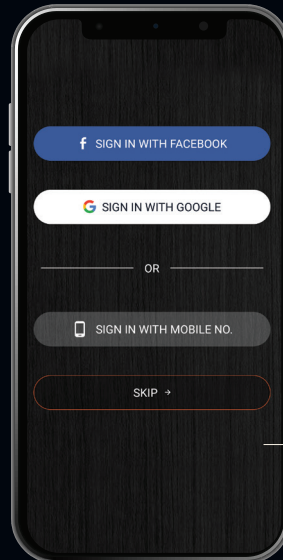 SIGN IN WITH FACEBOOK
SIGN IN WITH GOOGLE
OR
SIGN IN WITH MOBILE NO.
SKIP →